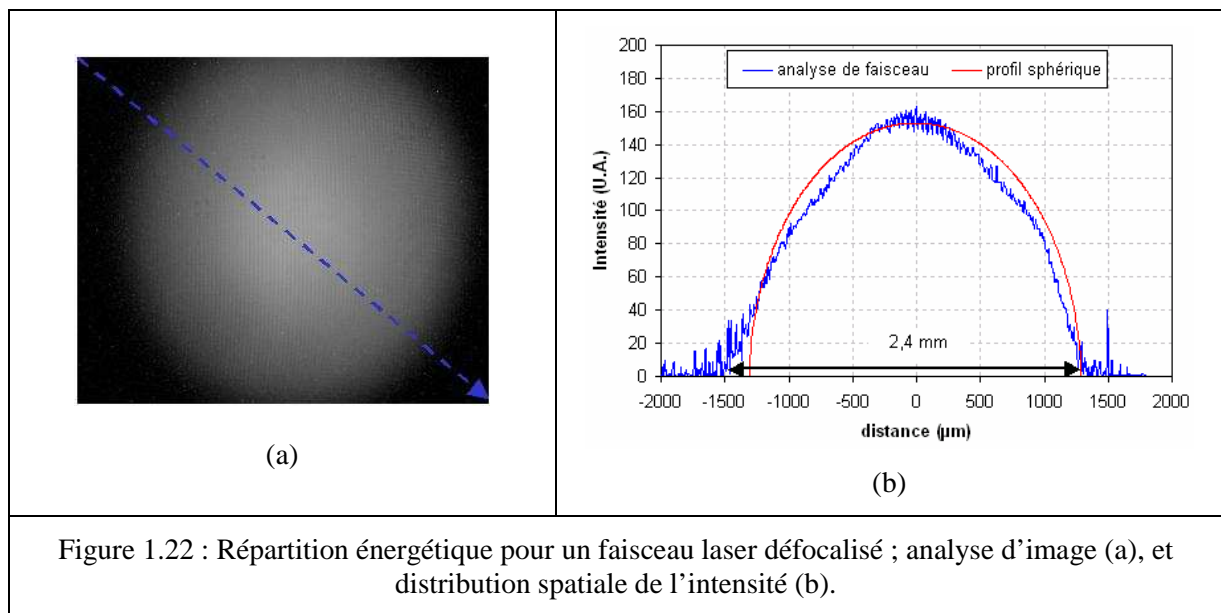 (a)
200
180
160
140
120
100
80
60
40
20
0
Intensité (U.A.)
analyse de faisceau
profil sphérique
2,4 mm
-2000 -1500 -1000 -500 0 500 1000 1500 2000
distance (µm)
(b)
Figure 1.22 : Répartition énergétique pour un faisceau laser défocalisé ; analyse d’image (a), et
distribution spatiale de l’intensité (b).